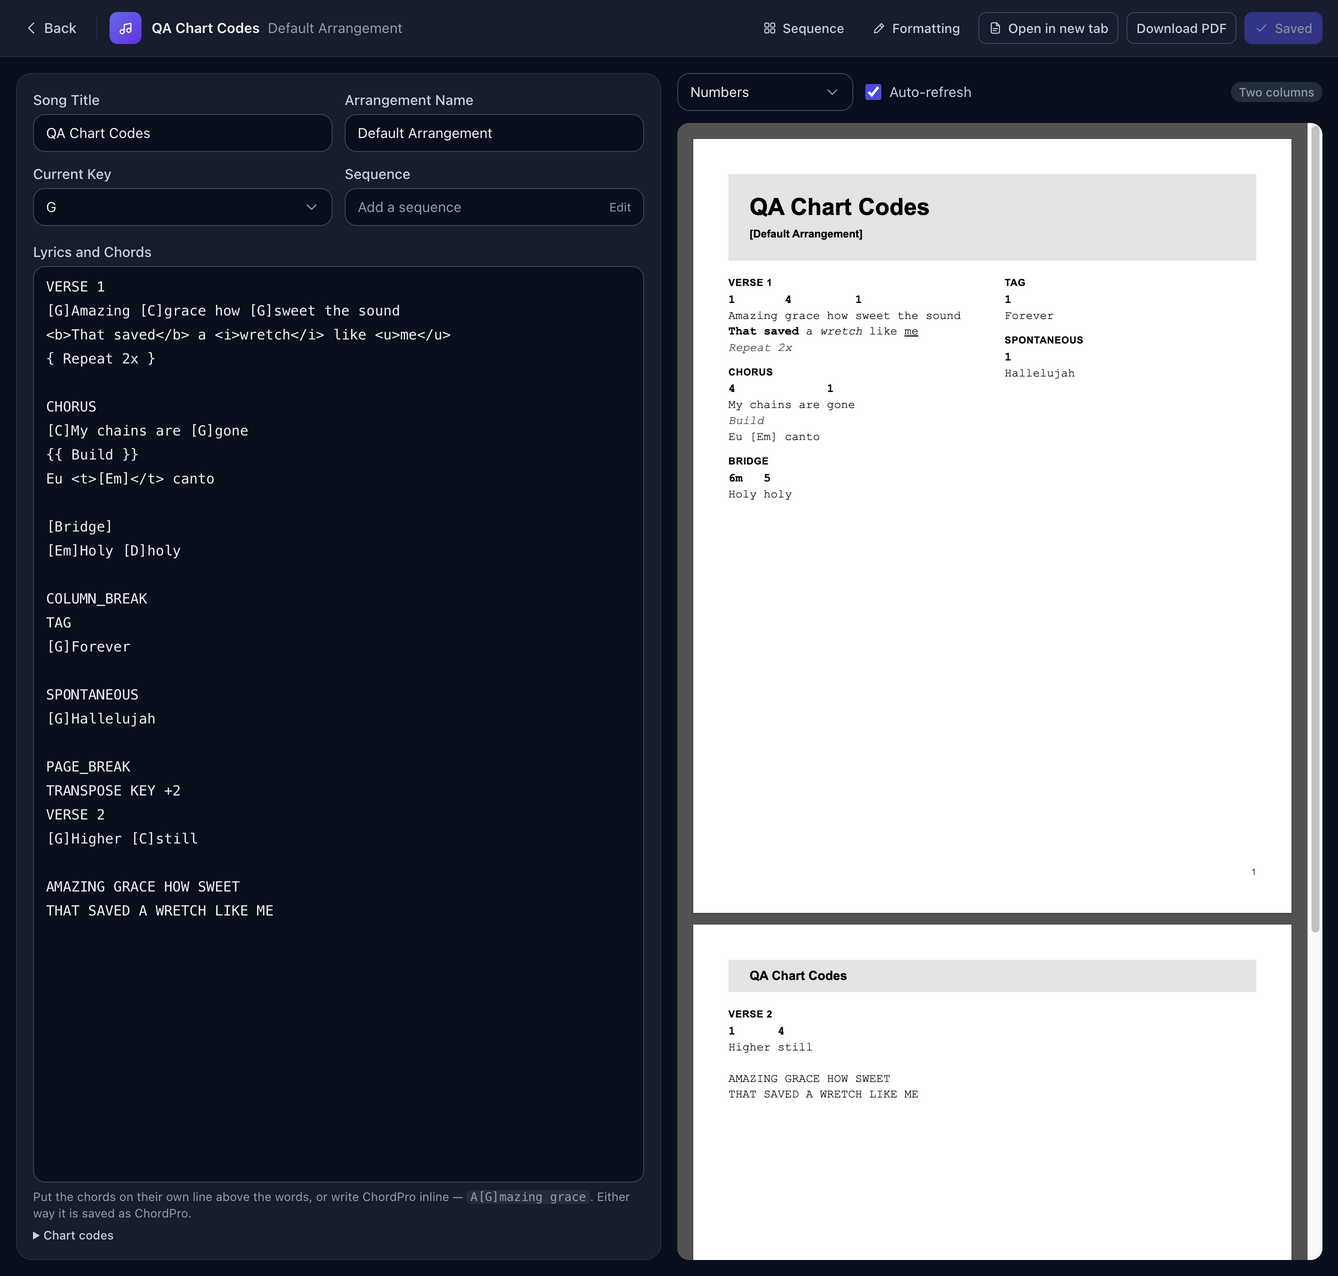 Back
QA Chart Codes Default Arrangement
Sequence
Formatting
Open in new tab
Download PDF
Saved
Song Title
QA Chart Codes
Arrangement Name
Default Arrangement
Current Key
G
Sequence
Add a sequence
Edit
Lyrics and Chords
VERSE 1
[G]Amazing [C]grace how [G]sweet the sound
<b>That saved</b> a <i>wretch</i> like <u>me</u>
{ Repeat 2x }
CHORUS
[C]My chains are [G]gone
{{ Build }}
Eu <t>[Em]</t> canto
[Bridge]
[Em]Holy [D]holy
COLUMN_BREAK
TAG
[G]Forever
SPONTANEOUS
[G]Hallelujah
PAGE_BREAK
TRANSPOSE KEY +2
VERSE 2
[G]Higher [C]still
AMAZING GRACE HOW SWEET
THAT SAVED A WRETCH LIKE ME
Put the chords on their own line above the words, or write ChordPro inline — A[G]mazing grace. Either
way it is saved as ChordPro.
Chart codes
Numbers
Auto-refresh
Two columns
QA Chart Codes
[Default Arrangement]
VERSE 1
1 4 1
Amazing grace how sweet the sound
That saved a wretch like me
Repeat 2x
CHORUS
4 1
My chains are gone
Build
Eu [Em] canto
BRIDGE
6m 5
Holy holy
TAG
1
Forever
SPONTANEOUS
1
Hallelujah
1
QA Chart Codes
VERSE 2
1 4
Higher still
AMAZING GRACE HOW SWEET
THAT SAVED A WRETCH LIKE ME